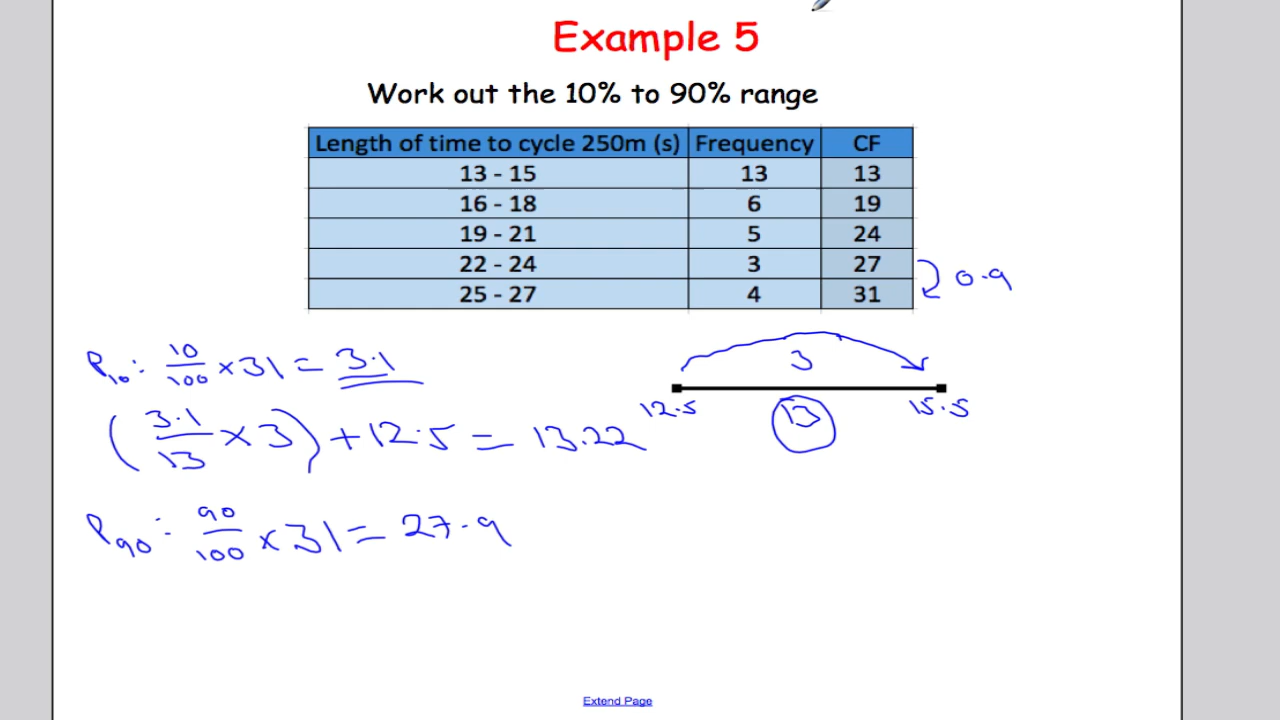 Example 5
Work out the 10% to 90% range
Length of time to cycle 250m (s) Frequency CF
13 - 15 13 13
16 - 18 6 19
19 - 21 5 24
22 - 24 3 27
25 - 27 4 31
0.9
P10: 10/100 × 31 = 3.1
3
12.5 13 15.5
(3.1/13 × 3) + 12.5 = 13.22
P90: 90/100 × 31 = 27.9
Extend Page